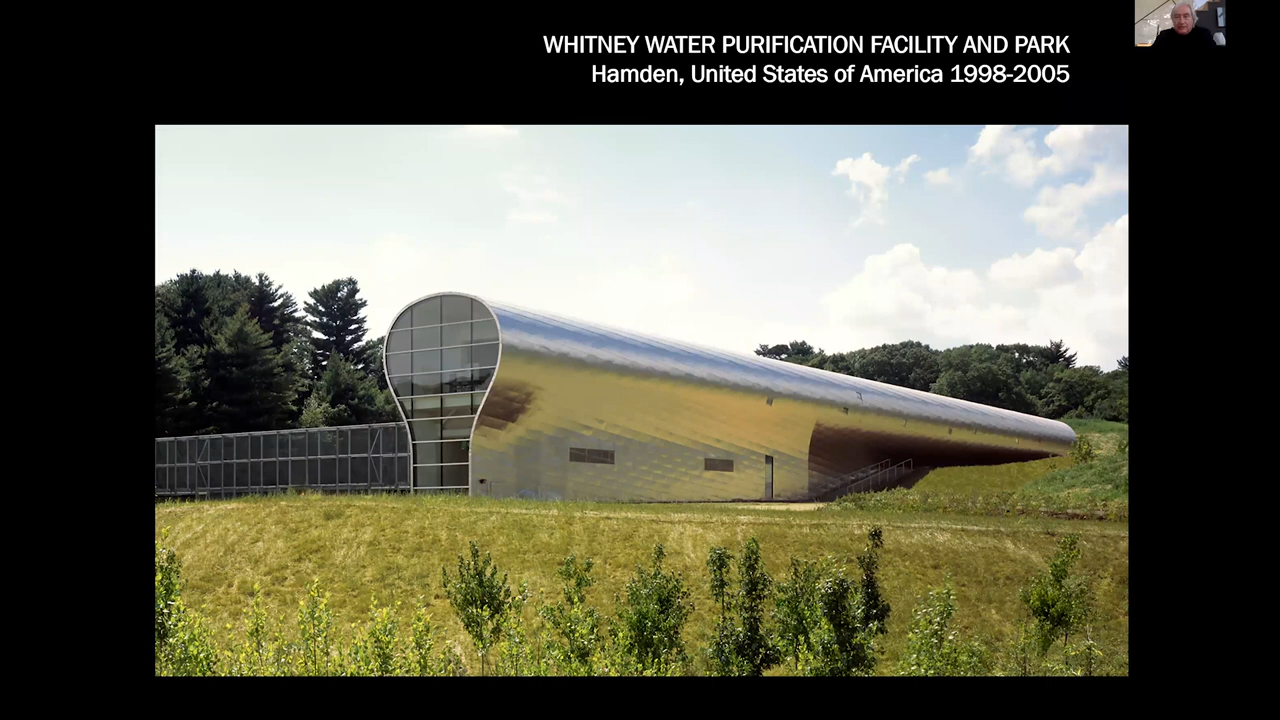 WHITNEY WATER PURIFICATION FACILITY AND PARK
Hamden, United States of America 1998-2005